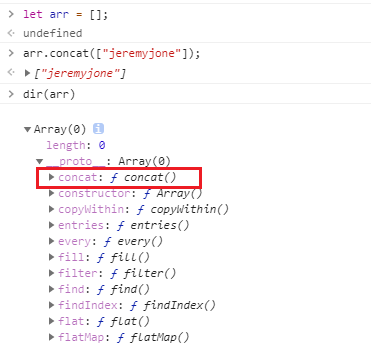 > let arr = [];
undefined
> arr.concat(["jeremyjone"]);
["jeremyjone"]
> dir(arr)
Array(0) i
length: 0
__proto__: Array(0)
concat: ƒ concat()
constructor: ƒ Array()
copyWithin: ƒ copyWithin()
entries: ƒ entries()
every: ƒ every()
fill: ƒ fill()
filter: ƒ filter()
find: ƒ find()
findIndex: ƒ findIndex()
flat: ƒ flat()
flatMap: ƒ flatMap()